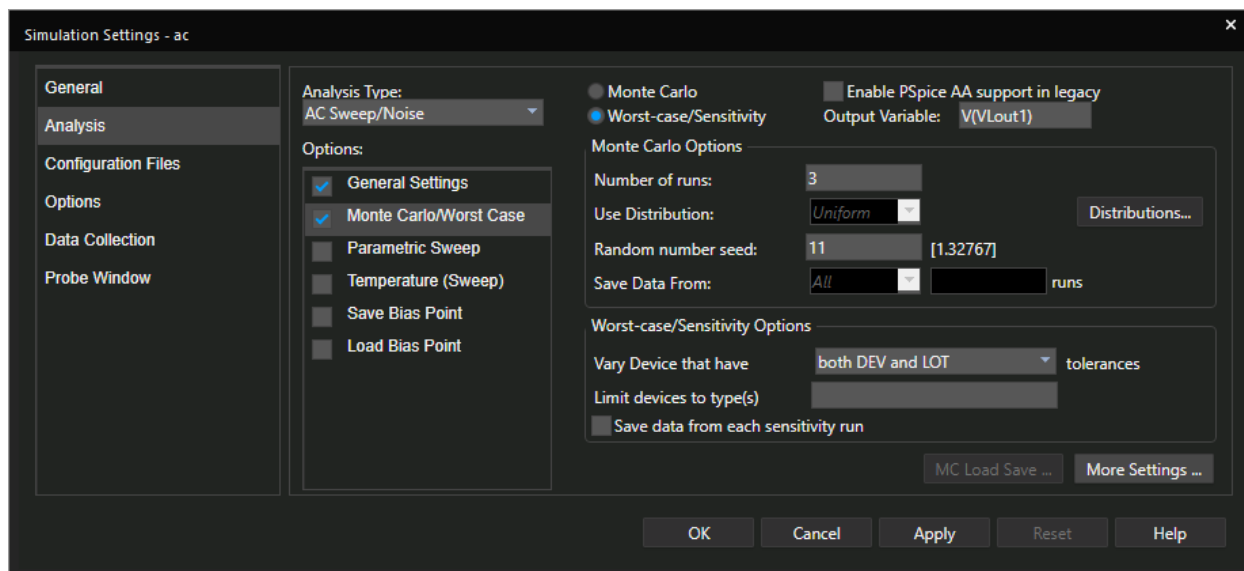 Simulation Settings - ac
×
General
Analysis
Configuration Files
Options
Data Collection
Probe Window
Analysis Type:
AC Sweep/Noise
Options:
General Settings
Monte Carlo/Worst Case
Parametric Sweep
Temperature (Sweep)
Save Bias Point
Load Bias Point
Monte Carlo
Enable PSpice AA support in legacy
Worst-case/Sensitivity
Output Variable: V(VLout1)
Monte Carlo Options
Number of runs: 3
Use Distribution: Uniform Distributions...
Random number seed: 11 [1.32767]
Save Data From: All runs
Worst-case/Sensitivity Options
Vary Device that have both DEV and LOT tolerances
Limit devices to type(s)
Save data from each sensitivity run
MC Load Save ... More Settings ...
OK Cancel Apply Reset Help